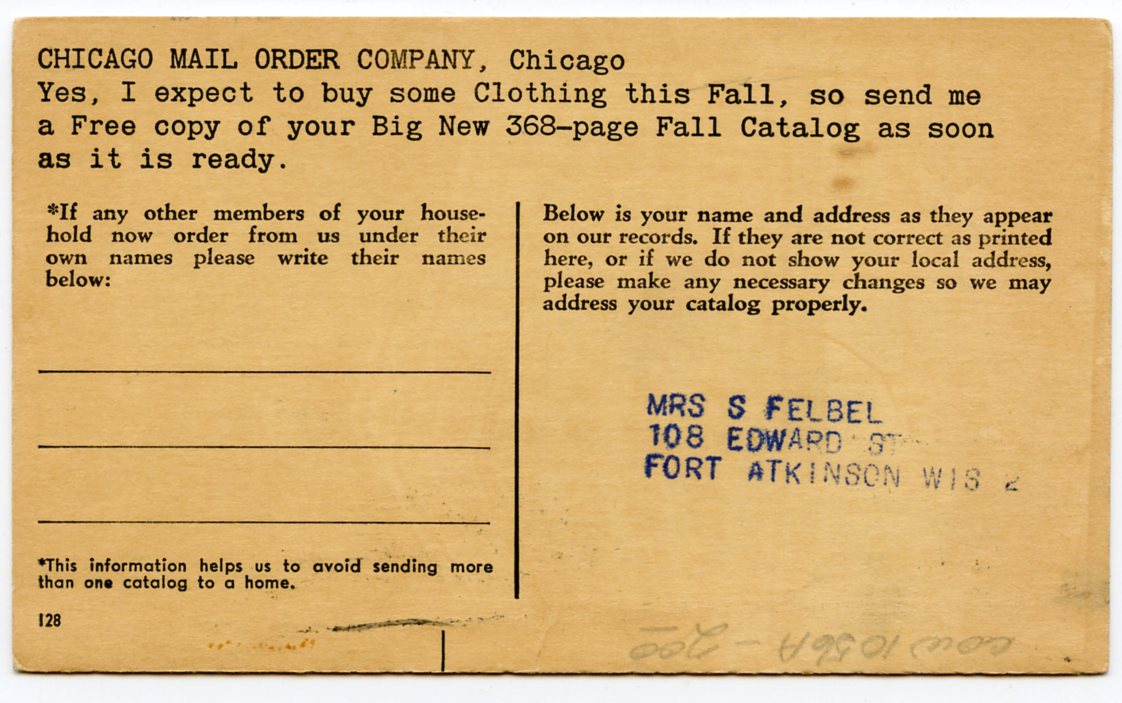 CHICAGO MAIL ORDER COMPANY, Chicago
Yes, I expect to buy some Clothing this Fall, so send me
a Free copy of your Big New 368-page Fall Catalog as soon
as it is ready.
*If any other members of your house-
hold now order from us under their
own names please write their names
below:
*This information helps us to avoid sending more
than one catalog to a home.
128
Below is your name and address as they appear
on our records. If they are not correct as printed
here, or if we do not show your local address,
please make any necessary changes so we may
address your catalog properly.
MRS S FELBEL
108 EDWARD ST
FORT ATKINSON WIS 2